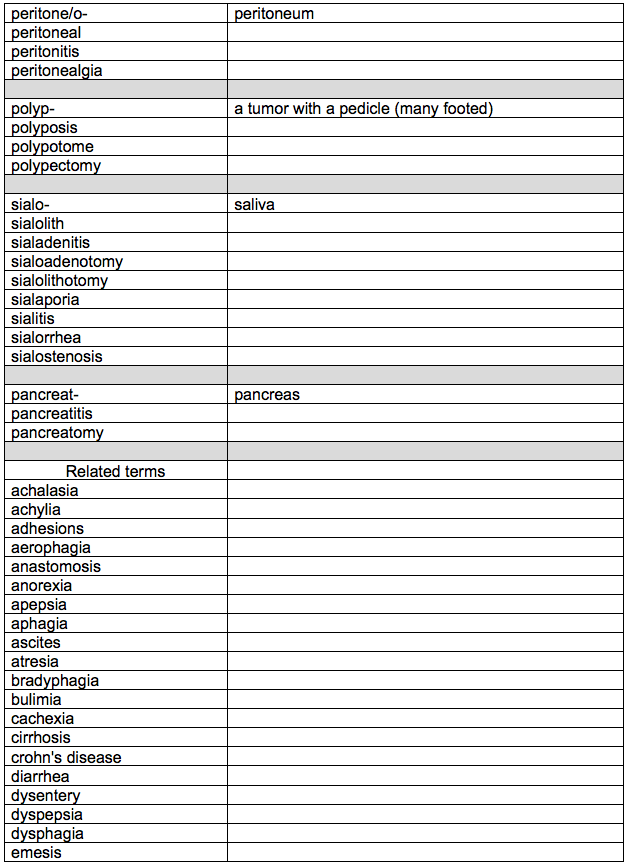 peritone/o- peritoneum
peritoneal
peritonitis
peritonealgia
polyp- a tumor with a pedicle (many footed)
polyposis
polypotome
polypectomy
sialo- saliva
sialolith
sialadenitis
sialoadenotomy
sialolithotomy
sialaporia
sialitis
sialorrhea
sialostenosis
pancreat- pancreas
pancreatitis
pancreatomy
Related terms
achalasia
achylia
adhesions
aerophagia
anastomosis
anorexia
apepsia
aphagia
ascites
atresia
bradyphagia
bulimia
cachexia
cirrhosis
crohn's disease
diarrhea
dysentery
dyspepsia
dysphagia
emesis